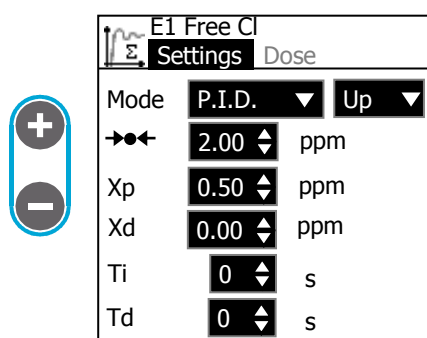 E1 Free Cl
Σ Settings Dose
Mode P.I.D. Up
2.00 ppm
Xp 0.50 ppm
Xd 0.00 ppm
Ti 0 s
Td 0 s